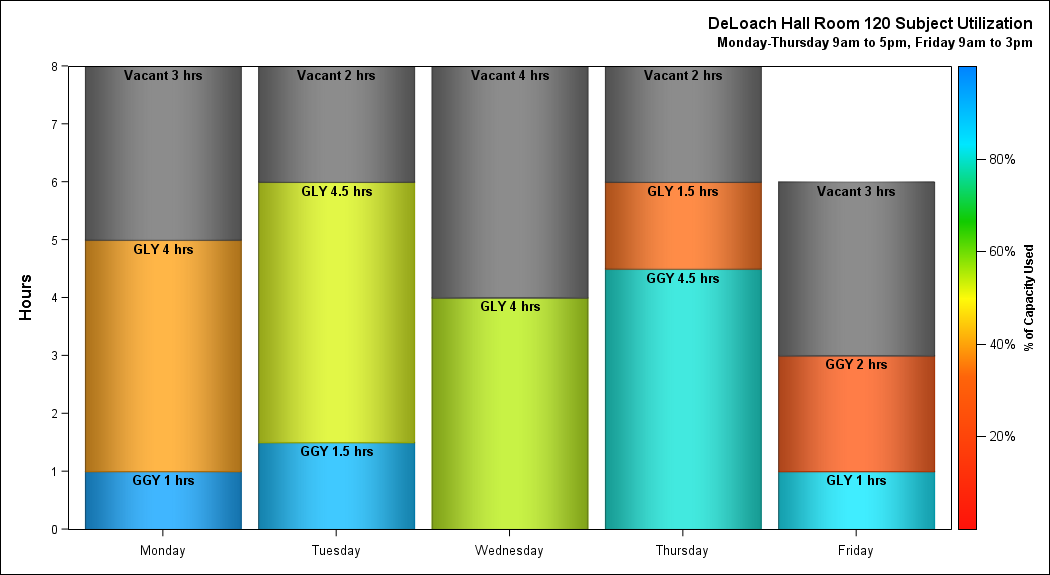 DeLoach Hall Room 120 Subject Utilization
Monday-Thursday 9am to 5pm, Friday 9am to 3pm
Hours
8
7
6
5
4
3
2
1
0
Vacant 3 hrs
GLY 4 hrs
GGY 1 hrs
Vacant 2 hrs
GLY 4.5 hrs
GGY 1.5 hrs
Vacant 4 hrs
GLY 4 hrs
Vacant 2 hrs
GLY 1.5 hrs
GGY 4.5 hrs
Vacant 3 hrs
GGY 2 hrs
GLY 1 hrs
Monday
Tuesday
Wednesday
Thursday
Friday
80%
60%
40%
20%
% of Capacity Used